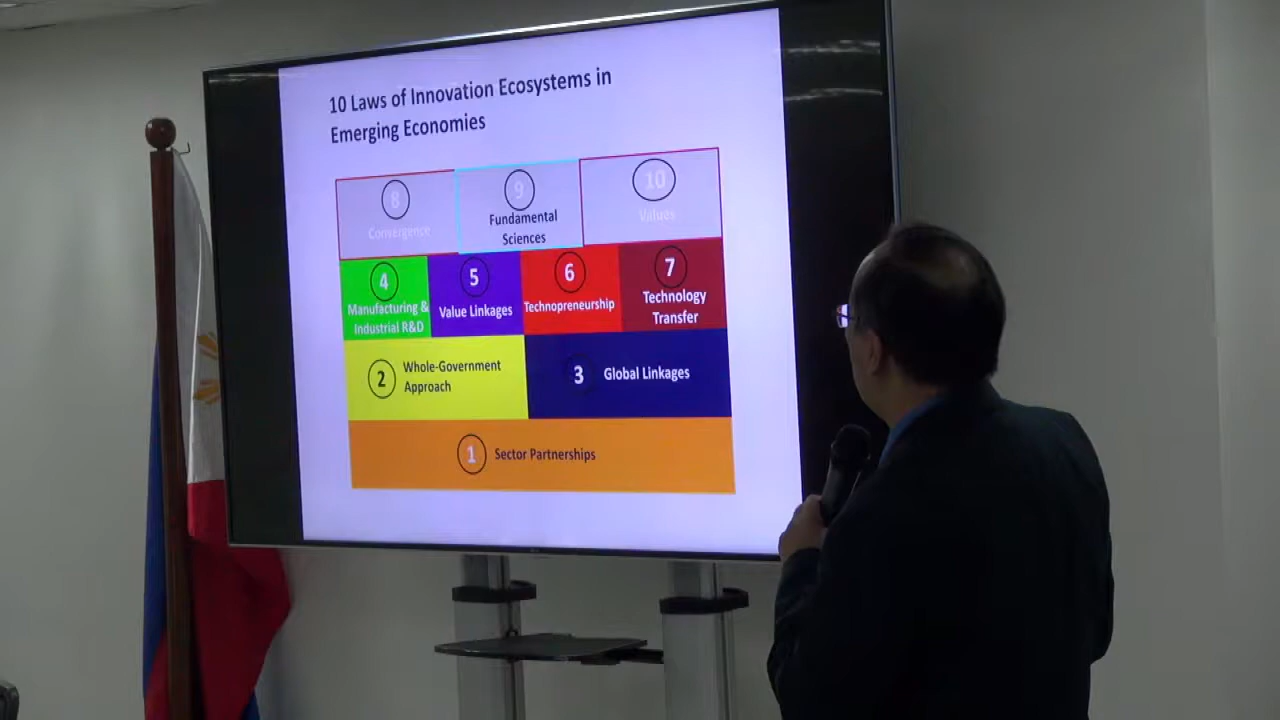 10 Laws of Innovation Ecosystems in
Emerging Economies
8
Convergence
9
Fundamental
Sciences
10
Values
4
Manufacturing &
Industrial R&D
5
Value Linkages
6
Technopreneurship
7
Technology
Transfer
2
Whole-Government
Approach
3
Global Linkages
1
Sector Partnerships